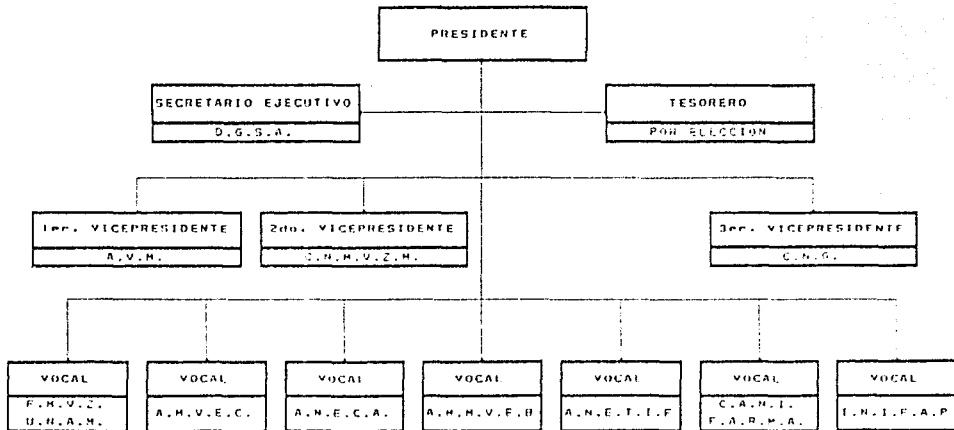 PRESIDENTE
SECRETARIO EJECUTIVO
D.G.S.A.
TESORERO
POR ELECCION
1er. VICEPRESIDENTE
A.V.M.
2do. VICEPRESIDENTE
C.N.M.V.Z.M.
3er. VICEPRESIDENTE
C.N.G.
VOCAL
F.M.V.Z.
U.N.A.M.
VOCAL
A.M.V.E.C.
VOCAL
A.N.E.C.A.
VOCAL
A.M.M.V.E.B
VOCAL
A.N.E.T.I.F
VOCAL
C.A.N.I.
F.A.R.M.A.
VOCAL
I.N.I.F.A.P